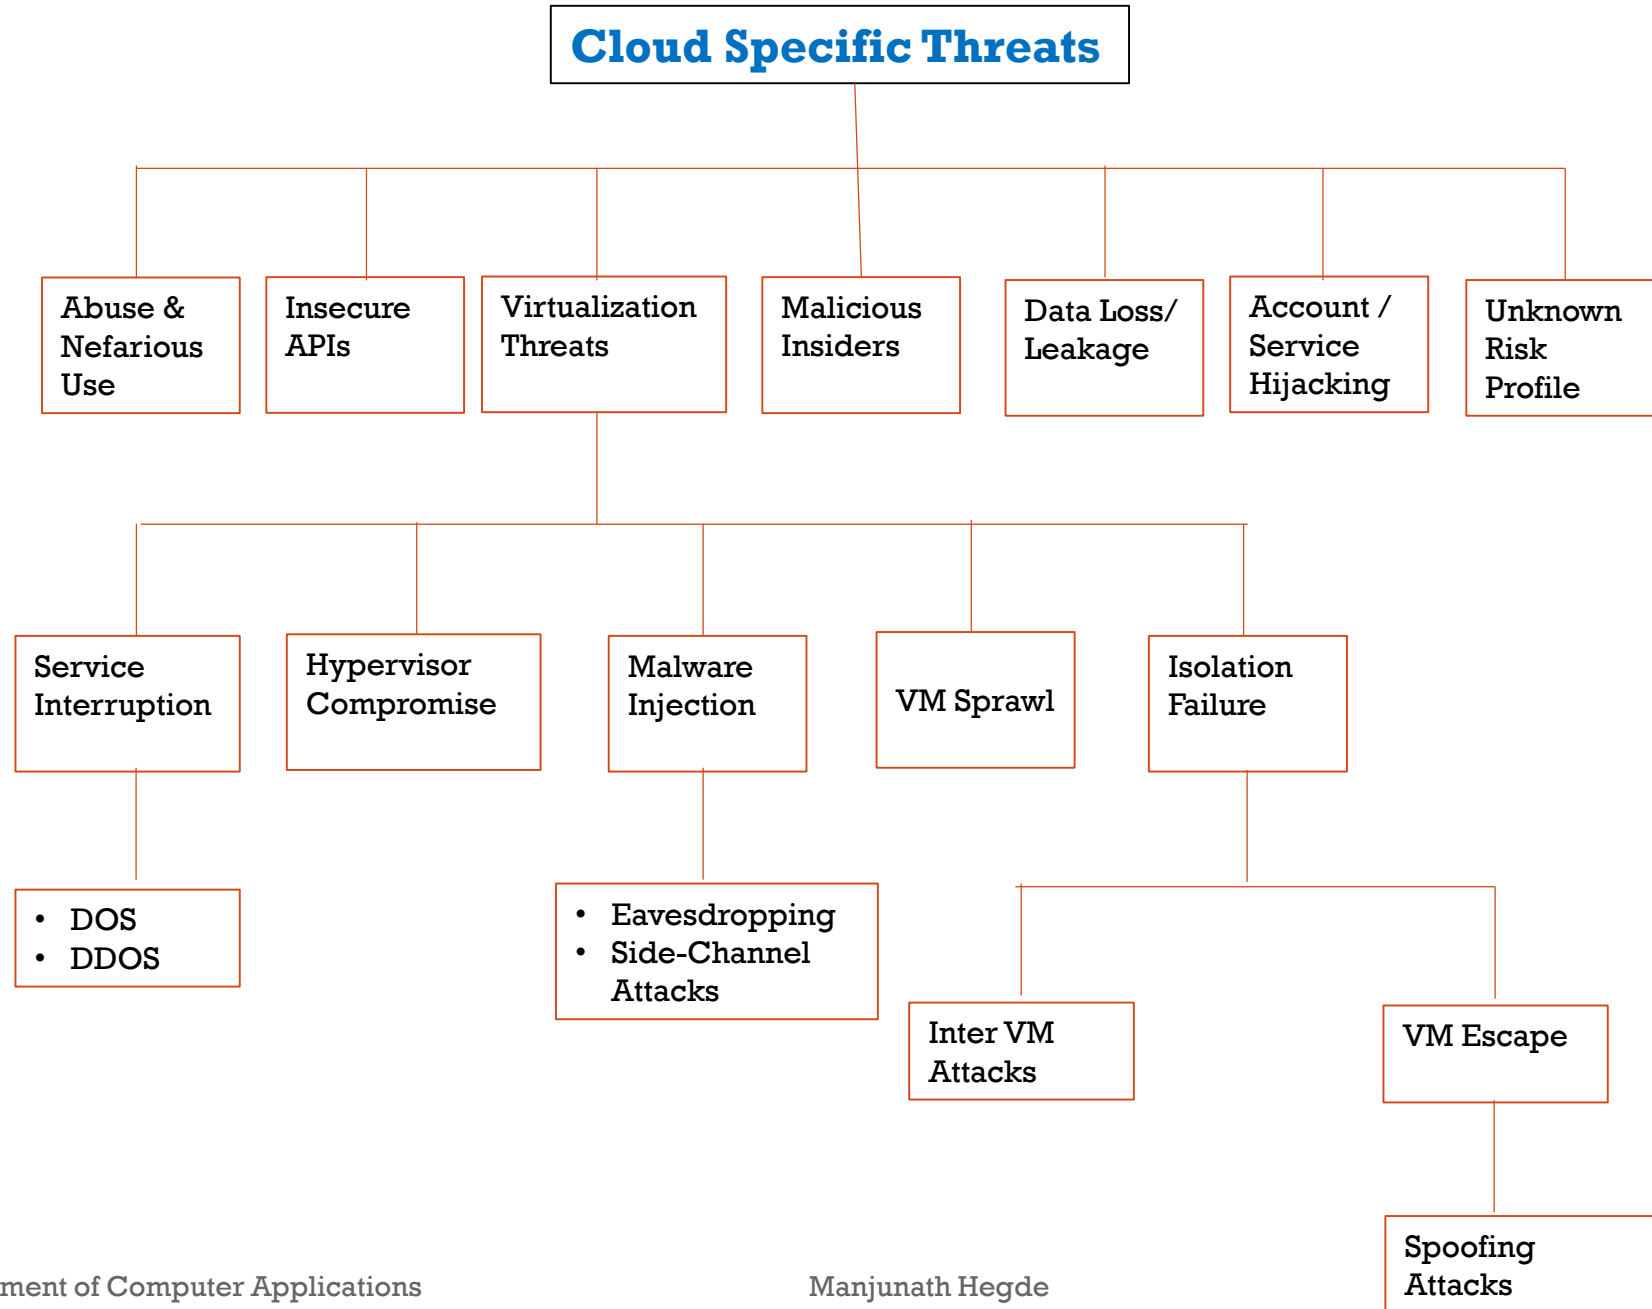 Cloud Specific Threats
Abuse &
Nefarious
Use
Insecure
APIs
Virtualization
Threats
Malicious
Insiders
Data Loss/
Leakage
Account /
Service
Hijacking
Unknown
Risk
Profile
Service
Interruption
Hypervisor
Compromise
Malware
Injection
VM Sprawl
Isolation
Failure
• DOS
• DDOS
• Eavesdropping
• Side-Channel
Attacks
Inter VM
Attacks
VM Escape
Spoofing
Attacks
ment of Computer Applications
Manjunath Hegde